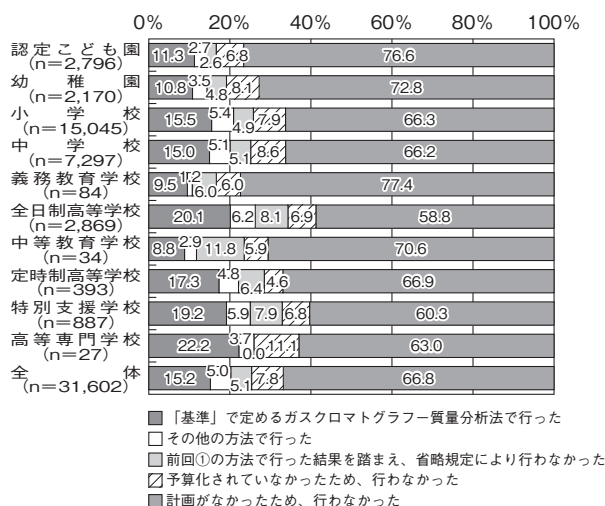 0% 20% 40% 60% 80% 100%
認定こども園
(n=2,796)
11.3 2.7 2.6 6.8 76.6
幼稚園
(n=2,170)
10.8 3.5 4.8 8.1 72.8
小学校
(n=15,045)
15.5 5.4 4.9 7.9 66.3
中学校
(n=7,297)
15.0 5.1 5.1 8.6 66.2
義務教育学校
(n=84)
9.5 1.2 6.0 6.0 77.4
全日制高等学校
(n=2,869)
20.1 6.2 8.1 6.9 58.8
中等教育学校
(n=34)
8.8 2.9 11.8 5.9 70.6
定時制高等学校
(n=393)
17.3 4.8 6.4 4.6 66.9
特別支援学校
(n=887)
19.2 5.9 7.9 6.8 60.3
高等専門学校
(n=27)
22.2 3.7 0.0 11.1 63.0
全体
(n=31,602)
15.2 5.0 5.1 7.8 66.8
「基準」で定めるガスクロマトグラフー質量分析法で行った
その他の方法で行った
前回①の方法で行った結果を踏まえ、省略規定により行わなかった
予算化されていなかったため、行わなかった
計画がなかったため、行わなかった